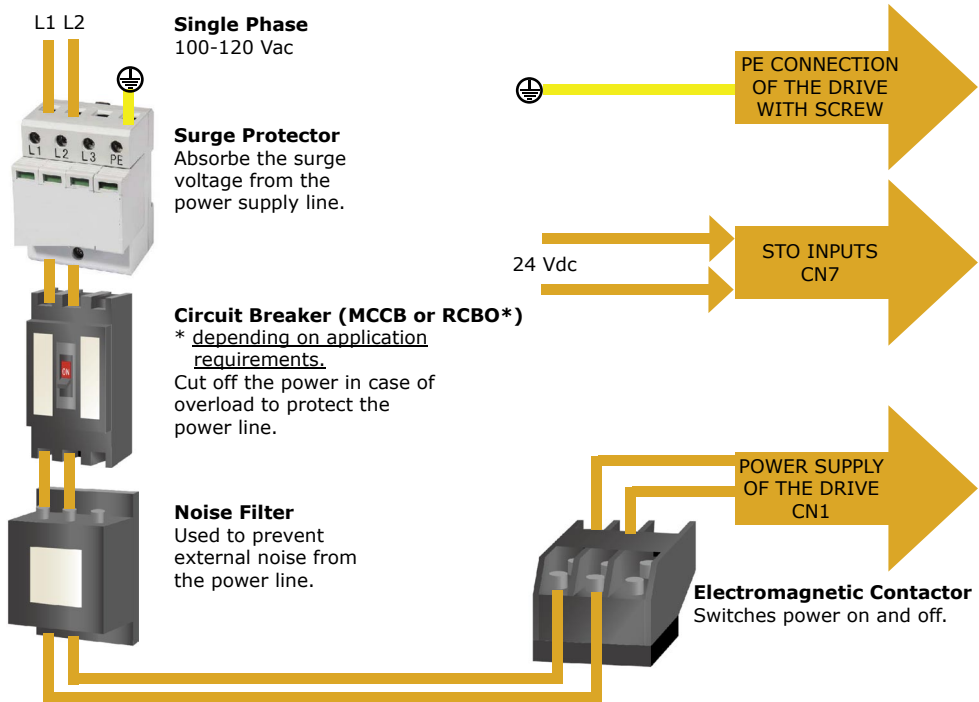 L1 L2
Single Phase
100-120 Vac
L1 L2 L3 PE
Surge Protector
Absorbe the surge
voltage from the
power supply line.
Circuit Breaker (MCCB or RCBO*)
* depending on application
requirements.
Cut off the power in case of
overload to protect the
power line.
ON
Noise Filter
Used to prevent
external noise from
the power line.
PE CONNECTION
OF THE DRIVE
WITH SCREW
24 Vdc
STO INPUTS
CN7
POWER SUPPLY
OF THE DRIVE
CN1
Electromagnetic Contactor
Switches power on and off.